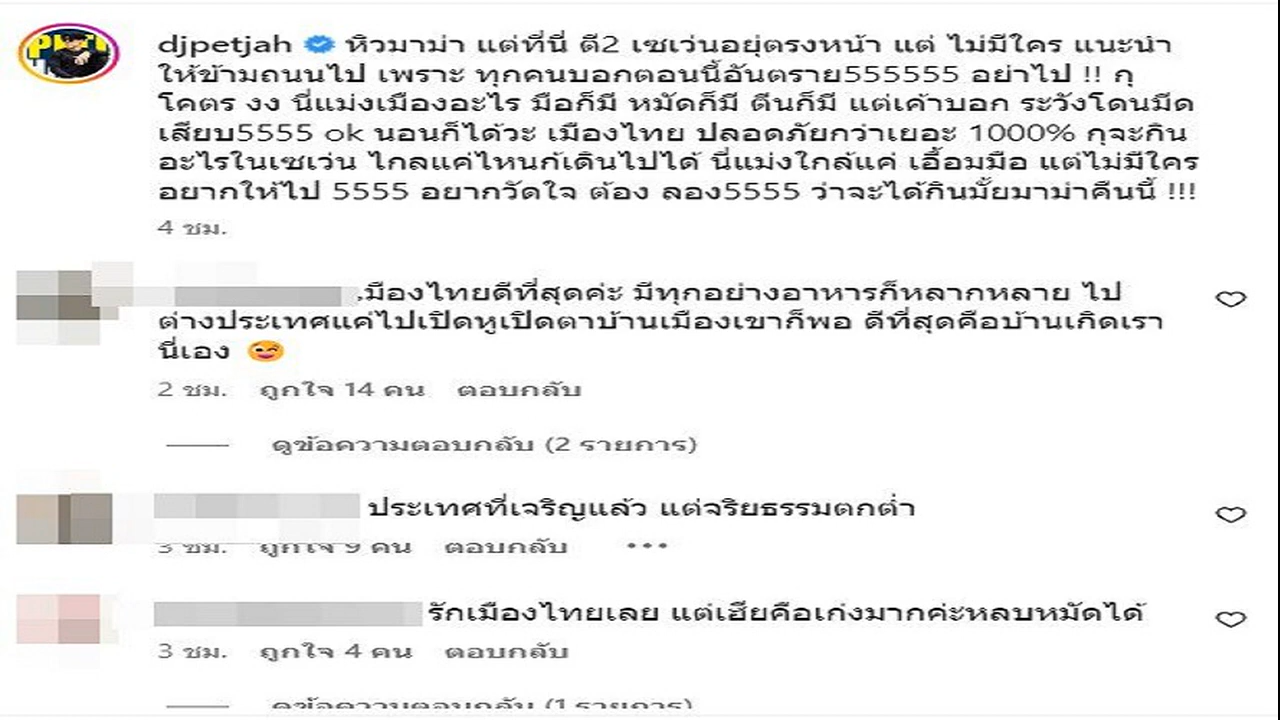 djpetjah หิวมาม่า แต่ที่นี่ ตี2 เซเว่นอยุ่ตรงหน้า แต่ ไม่มีใคร แนะนำ
ให้ข้ามถนนไป เพราะ ทุกคนบอกตอนนี้อันตราย555555 อย่าไป !! กุ
โคตร งง นี่แม่งเมืองอะไร มือก็มี หมัดก็มี ตีนก็มี แต่เค้าบอก ระวังโดนมีด
เสียบ5555 ok นอนก็ได้วะ เมืองไทย ปลอดภัยกว่าเยอะ 1000% กุจะกิน
อะไรในเซเว่น ไกลแค่ไหนก้เดินไปได้ นี่แม่งใกล้แค่ เอื้อมมือ แต่ไม่มีใคร
อยากให้ไป 5555 อยากวัดใจ ต้อง ลอง5555 ว่าจะได้กินมั้ยมาม่าคืนนี้ !!!
4 ชม.
เมืองไทยดีที่สุดค่ะ มีทุกอย่างอาหารก็หลากหลาย ไป
ต่างประเทศแค่ไปเปิดหูเปิดตาบ้านเมืองเขาก็พอ ดีที่สุดคือบ้านเกิดเรา
นี่เอง
2 ชม. ถูกใจ 14 คน ตอบกลับ
ดูข้อความตอบกลับ (2 รายการ)
ประเทศที่เจริญแล้ว แต่จริยธรรมตกต่ำ
3 ชม. ถูกใจ 9 คน ตอบกลับ
รักเมืองไทยเลย แต่เฮียคือเก่งมากค่ะหลบหมัดได้
3 ชม. ถูกใจ 4 คน ตอบกลับ
ดูข้อความตอบกลับ (1 รายการ)